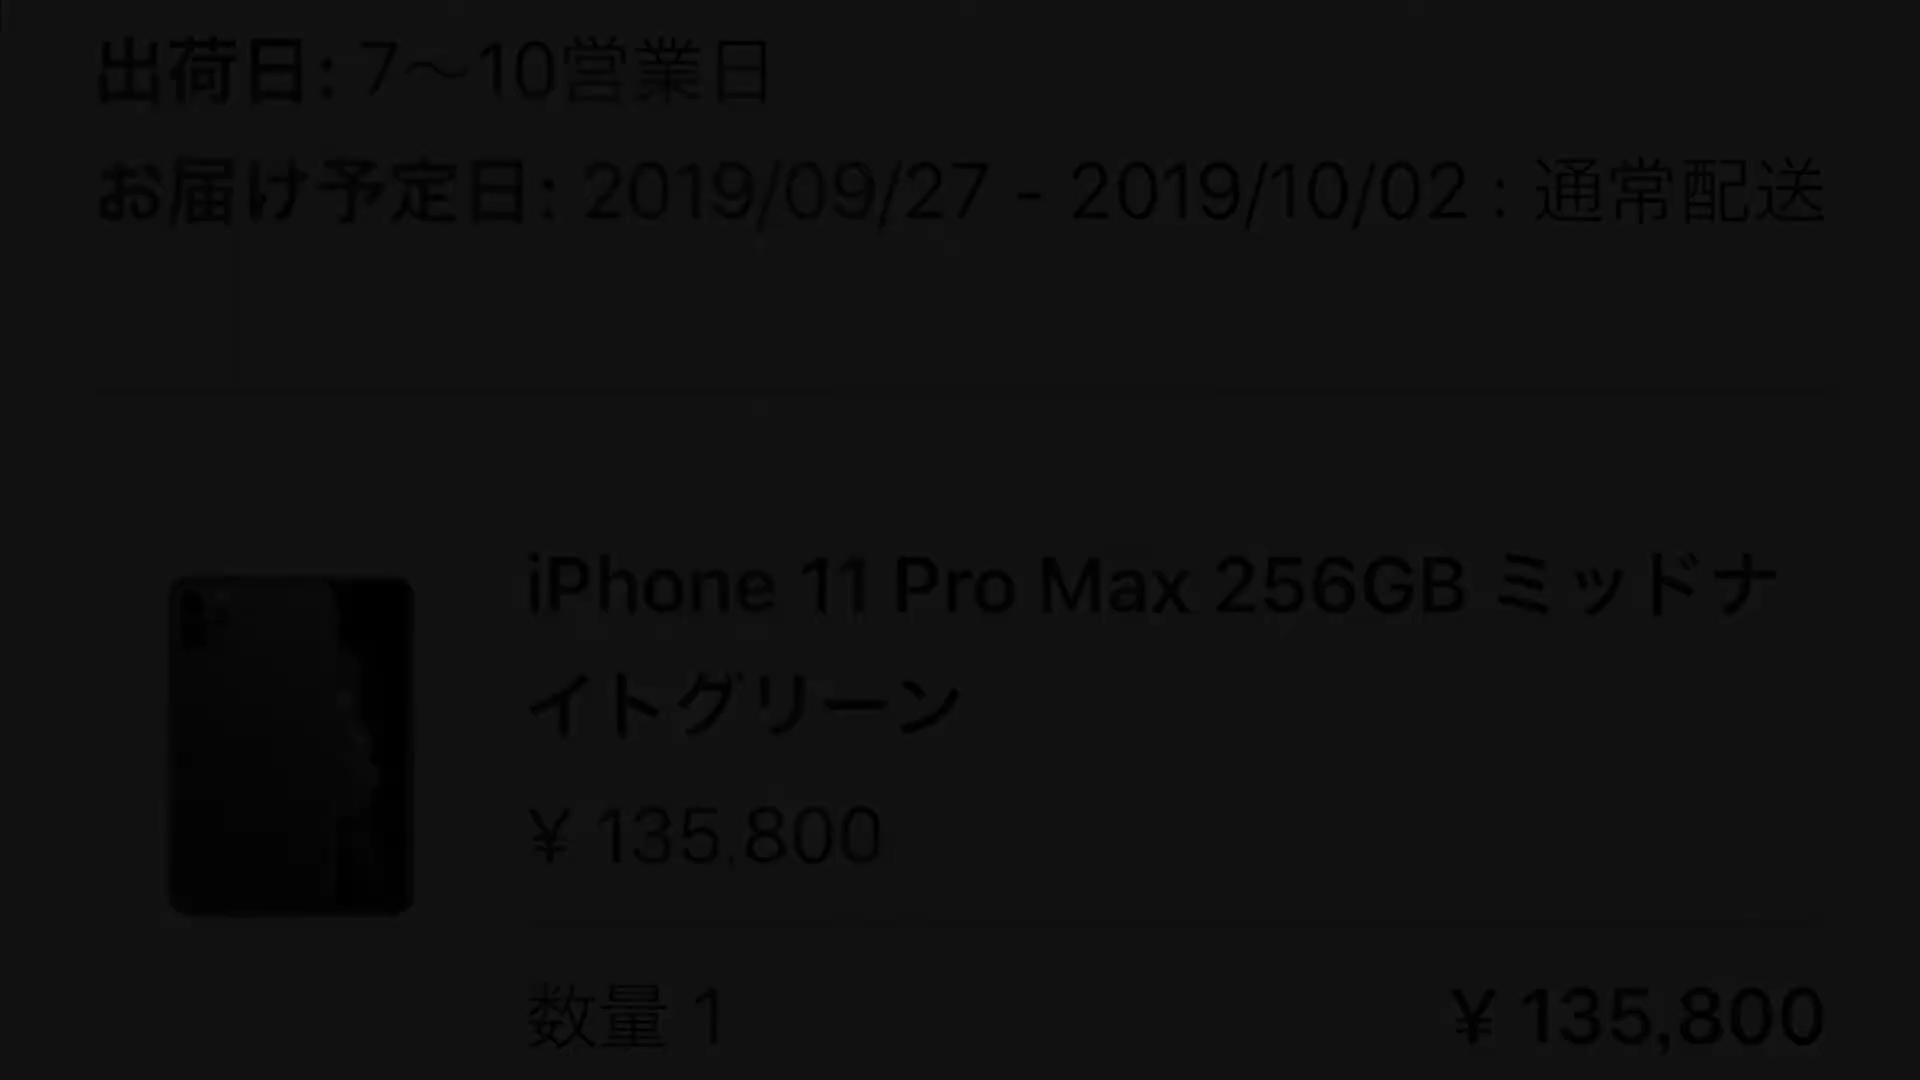 出荷日: 7〜10営業日
お届け予定日: 2019/09/27 - 2019/10/02 : 通常配送
iPhone 11 Pro Max 256GB ミッドナ
イトグリーン
¥ 135,800
数量 1
¥ 135,800